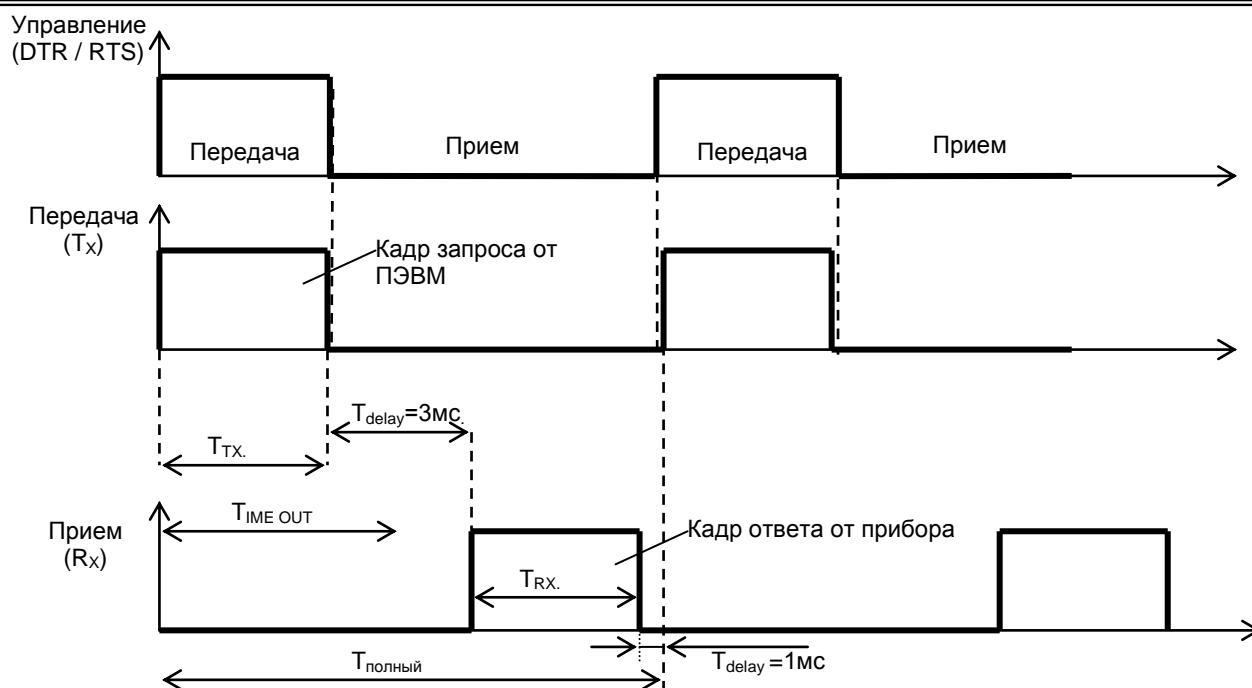 Управление
(DTR / RTS)
Передача
Прием
Передача
Прием
Передача
(TX)
Кадр запроса от
ПЭВМ
Tdelay=3мс.
TTX.
Прием
(RX)
TIME OUT
Кадр ответа от прибора
TRX.
Tполный
Tdelay =1мс